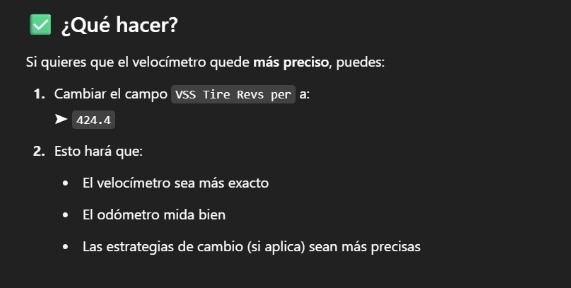 ✅ ¿Qué hacer?
Si quieres que el velocímetro quede más preciso, puedes:
1. Cambiar el campo VSS Tire Revs per a:
➤ 424.4
2. Esto hará que:
• El velocímetro sea más exacto
• El odómetro mida bien
• Las estrategias de cambio (si aplica) sean más precisas